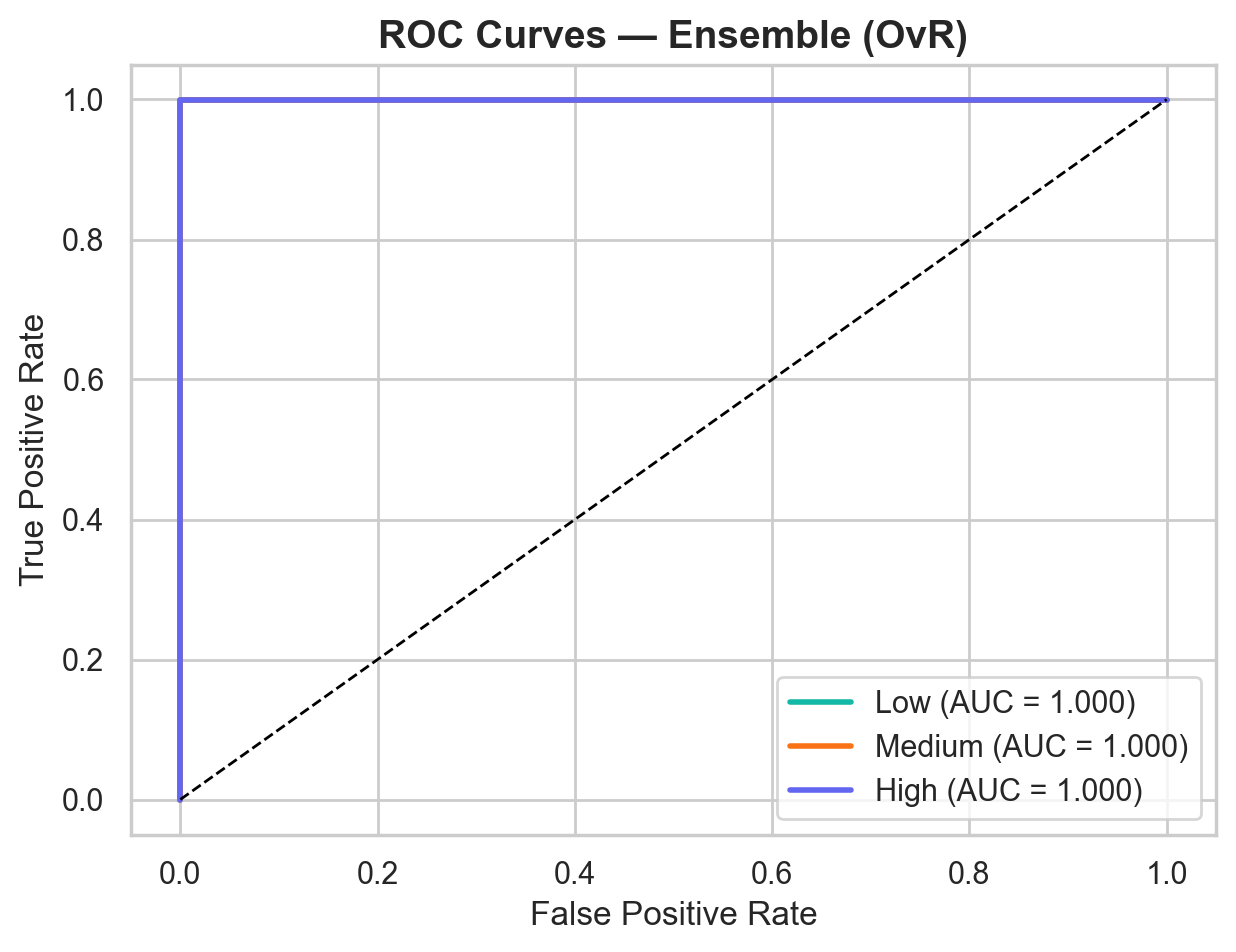 ROC Curves — Ensemble (OvR)
1.0
0.8
0.6
0.4
0.2
0.0
True Positive Rate
Low (AUC = 1.000)
Medium (AUC = 1.000)
High (AUC = 1.000)
0.0 0.2 0.4 0.6 0.8 1.0
False Positive Rate